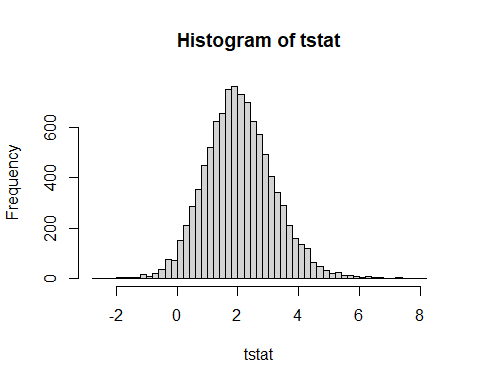 Histogram of tstat
Frequency
600
400
200
0
-2 0 2 4 6 8
tstat